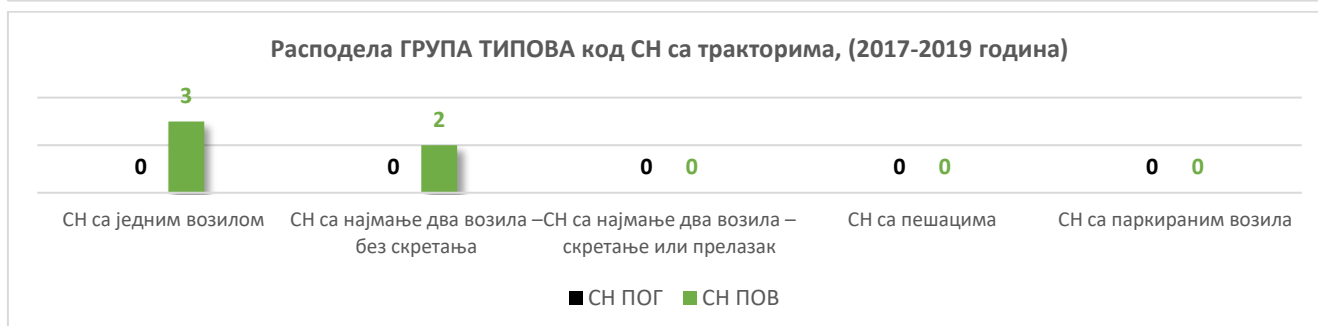 Расподела ГРУПА ТИПОВА код СН са тракторима, (2017-2019 година)
3
2
0 0 0 0 0 0 0 0
СН са једним возилом СН са најмање два возила – СН са најмање два возила – СН са пешацима СН са паркираним возила
без скретања скретање или прелазак
СН ПОГ СН ПОВ